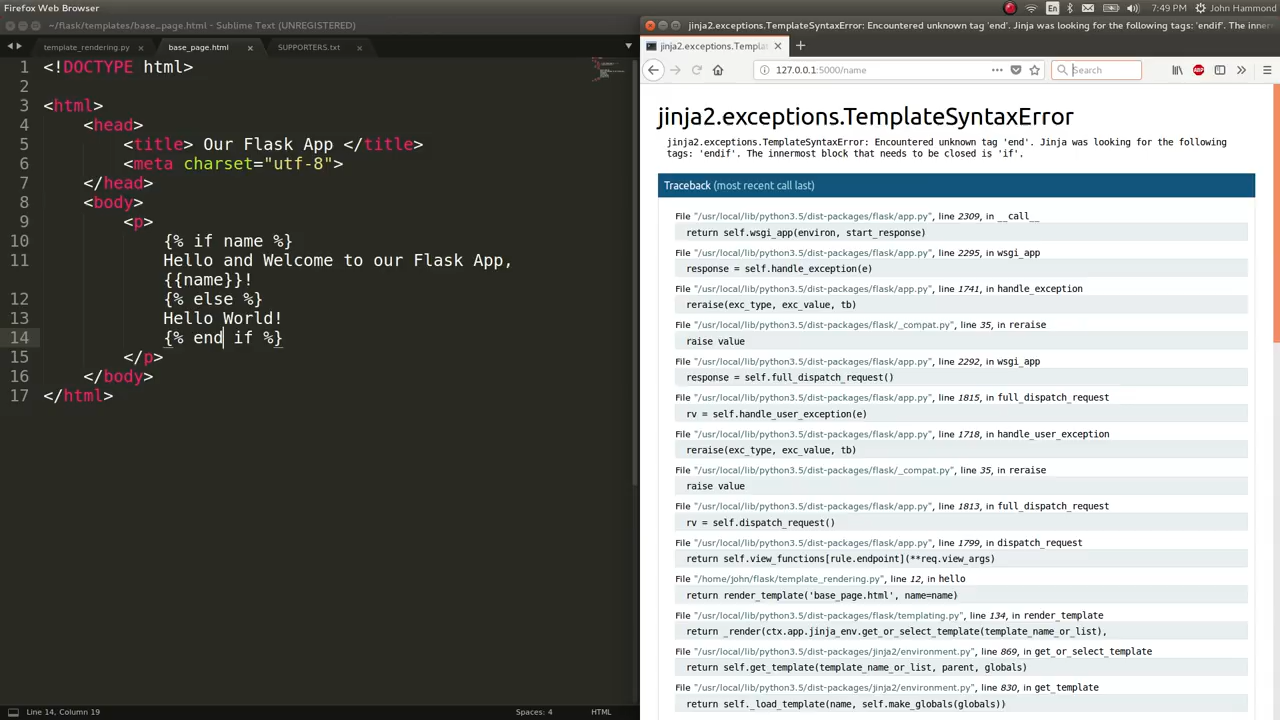 Firefox Web Browser
En
7:49 PM
John Hammond
~/flask/templates/base_page.html - Sublime Text (UNREGISTERED)
template_rendering.py
base_page.html
SUPPORTERS.txt
1 <!DOCTYPE html>
2
3 <html>
4 <head>
5 <title> Our Flask App </title>
6 <meta charset="utf-8">
7 </head>
8 <body>
9 <p>
10 {% if name %}
11 Hello and Welcome to our Flask App,
{{name}}!
12 {% else %}
13 Hello World!
14 {% end if %}
15 </p>
16 </body>
17 </html>
Line 14, Column 19
Spaces: 4
HTML
jinja2.exceptions.TemplateSyntaxError: Encountered unknown tag 'end'. Jinja was looking for the following tags: 'endif'. The innerm
jinja2.exceptions.Templat
127.0.0.1:5000/name
Search
jinja2.exceptions.TemplateSyntaxError
jinja2.exceptions.TemplateSyntaxError: Encountered unknown tag 'end'. Jinja was looking for the following
tags: 'endif'. The innermost block that needs to be closed is 'if'.
Traceback (most recent call last)
File "/usr/local/lib/python3.5/dist-packages/flask/app.py", line 2309, in __call__
return self.wsgi_app(environ, start_response)
File "/usr/local/lib/python3.5/dist-packages/flask/app.py", line 2295, in wsgi_app
response = self.handle_exception(e)
File "/usr/local/lib/python3.5/dist-packages/flask/app.py", line 1741, in handle_exception
reraise(exc_type, exc_value, tb)
File "/usr/local/lib/python3.5/dist-packages/flask/_compat.py", line 35, in reraise
raise value
File "/usr/local/lib/python3.5/dist-packages/flask/app.py", line 2292, in wsgi_app
response = self.full_dispatch_request()
File "/usr/local/lib/python3.5/dist-packages/flask/app.py", line 1815, in full_dispatch_request
rv = self.handle_user_exception(e)
File "/usr/local/lib/python3.5/dist-packages/flask/app.py", line 1718, in handle_user_exception
reraise(exc_type, exc_value, tb)
File "/usr/local/lib/python3.5/dist-packages/flask/_compat.py", line 35, in reraise
raise value
File "/usr/local/lib/python3.5/dist-packages/flask/app.py", line 1813, in full_dispatch_request
rv = self.dispatch_request()
File "/usr/local/lib/python3.5/dist-packages/flask/app.py", line 1799, in dispatch_request
return self.view_functions[rule.endpoint](**req.view_args)
File "/home/john/flask/template_rendering.py", line 12, in hello
return render_template('base_page.html', name=name)
File "/usr/local/lib/python3.5/dist-packages/flask/templating.py", line 134, in render_template
return _render(ctx.app.jinja_env.get_or_select_template(template_name_or_list),
File "/usr/local/lib/python3.5/dist-packages/jinja2/environment.py", line 869, in get_or_select_template
return self.get_template(template_name_or_list, parent, globals)
File "/usr/local/lib/python3.5/dist-packages/jinja2/environment.py", line 830, in get_template
return self._load_template(name, self.make_globals(globals))